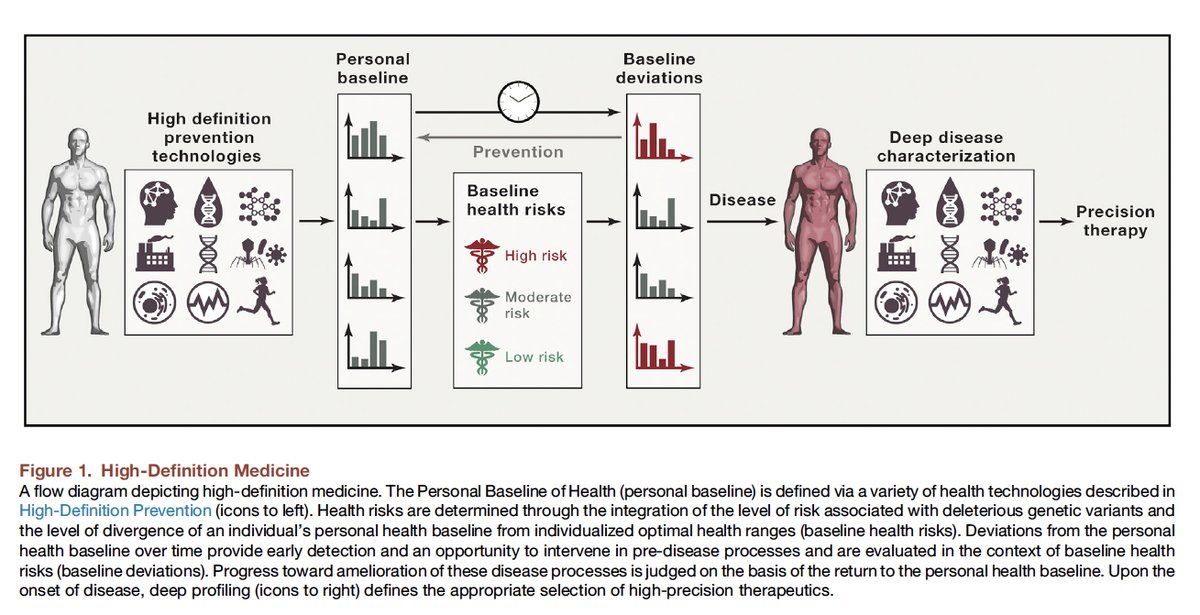 High definition
prevention
technologies
Personal
baseline
Prevention
Baseline
health risks
High risk
Moderate
risk
Low risk
Baseline
deviations
Disease
Deep disease
characterization
Precision
therapy
Figure 1. High-Definition Medicine
A flow diagram depicting high-definition medicine. The Personal Baseline of Health (personal baseline) is defined via a variety of health technologies described in
High-Definition Prevention (icons to left). Health risks are determined through the integration of the level of risk associated with deleterious genetic variants and
the level of divergence of an individual's personal health baseline from individualized optimal health ranges (baseline health risks). Deviations from the personal
health baseline over time provide early detection and an opportunity to intervene in pre-disease processes and are evaluated in the context of baseline health
risks (baseline deviations). Progress toward amelioration of these disease processes is judged on the basis of the return to the personal health baseline. Upon the
onset of disease, deep profiling (icons to right) defines the appropriate selection of high-precision therapeutics.